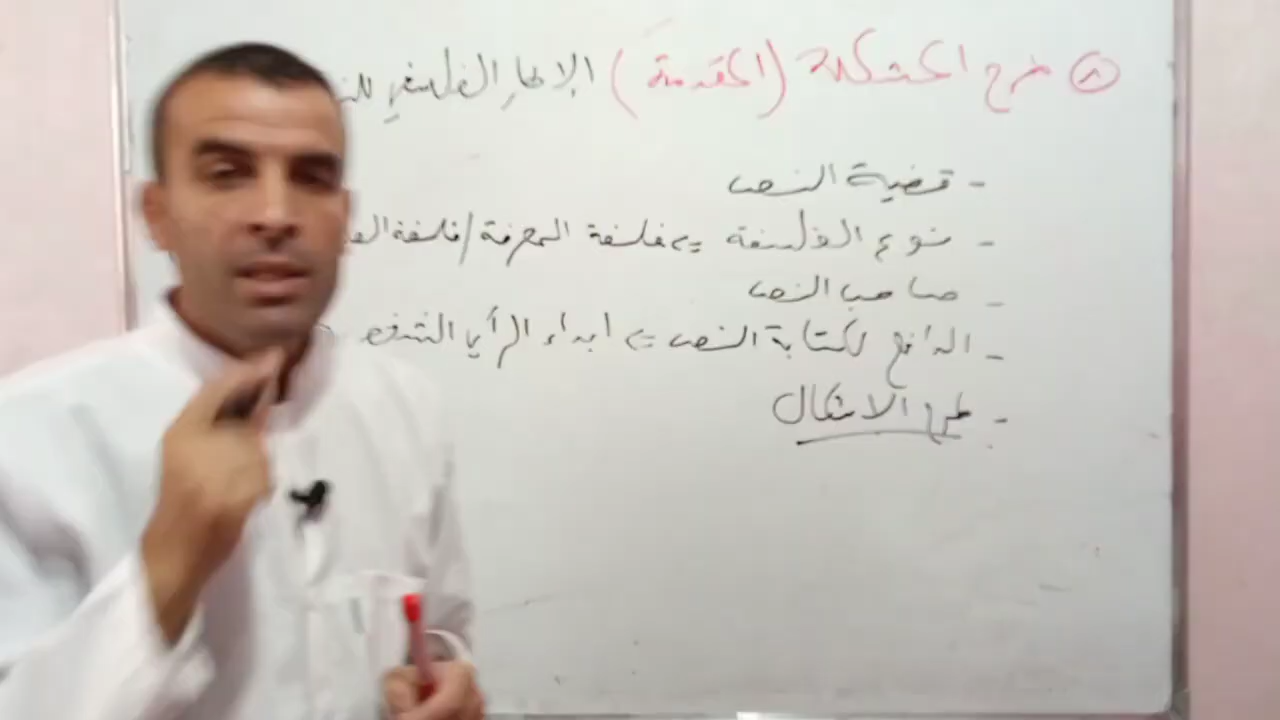 ① طرح المشكلة (المقدمة) الإطار الفلسفي
- قضية النص
- نوع الفلسفة => فلسفة المعرفة / فلسفة
- صاحب النص
- الدافع لكتابة النص => ابداء الرأي
- طرح الاشكال